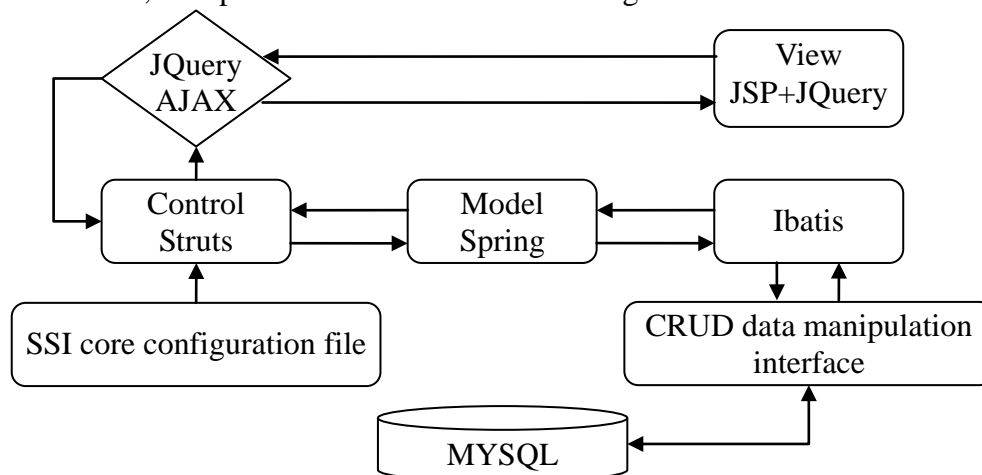 JQuery
AJAX
View
JSP+JQuery
Control
Struts
Model
Spring
Ibatis
SSI core configuration file
CRUD data manipulation
interface
MYSQL